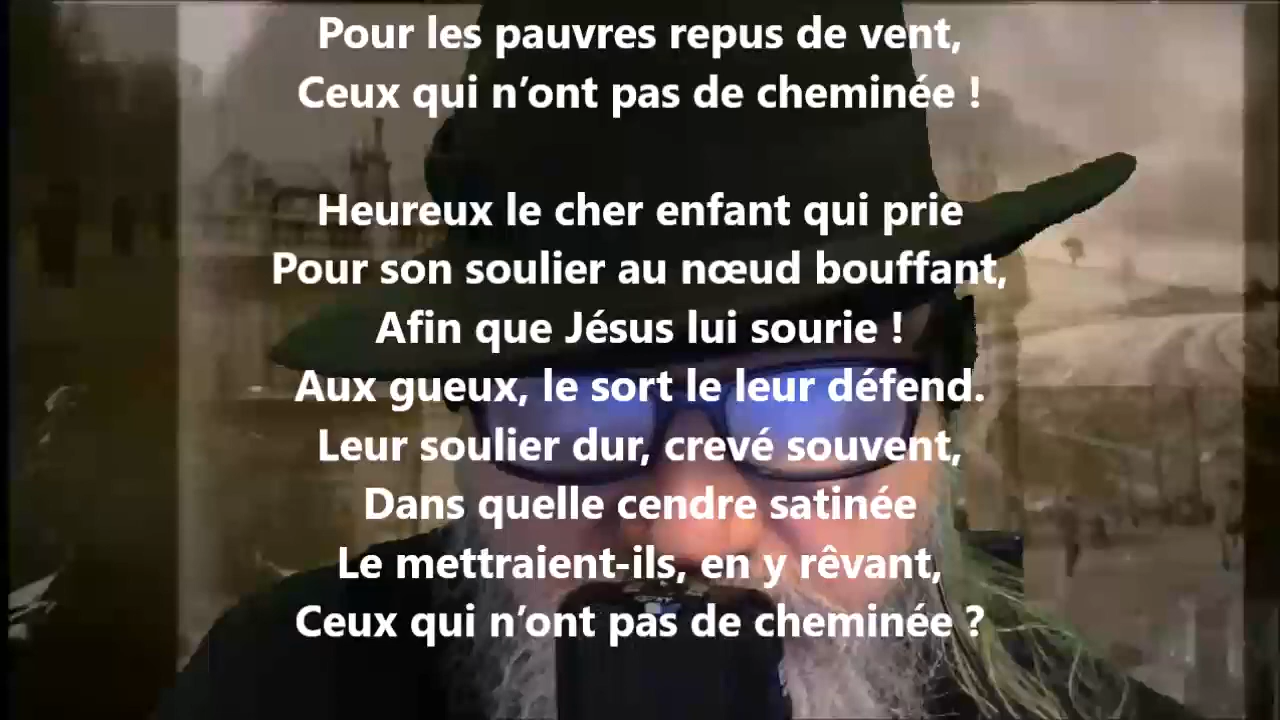 Pour les pauvres repus de vent,
Ceux qui n’ont pas de cheminée !
Heureux le cher enfant qui prie
Pour son soulier au nœud bouffant,
Afin que Jésus lui sourie !
Aux gueux, le sort le leur défend.
Leur soulier dur, crevé souvent,
Dans quelle cendre satinée
Le mettraient-ils, en y rêvant,
Ceux qui n’ont pas de cheminée ?